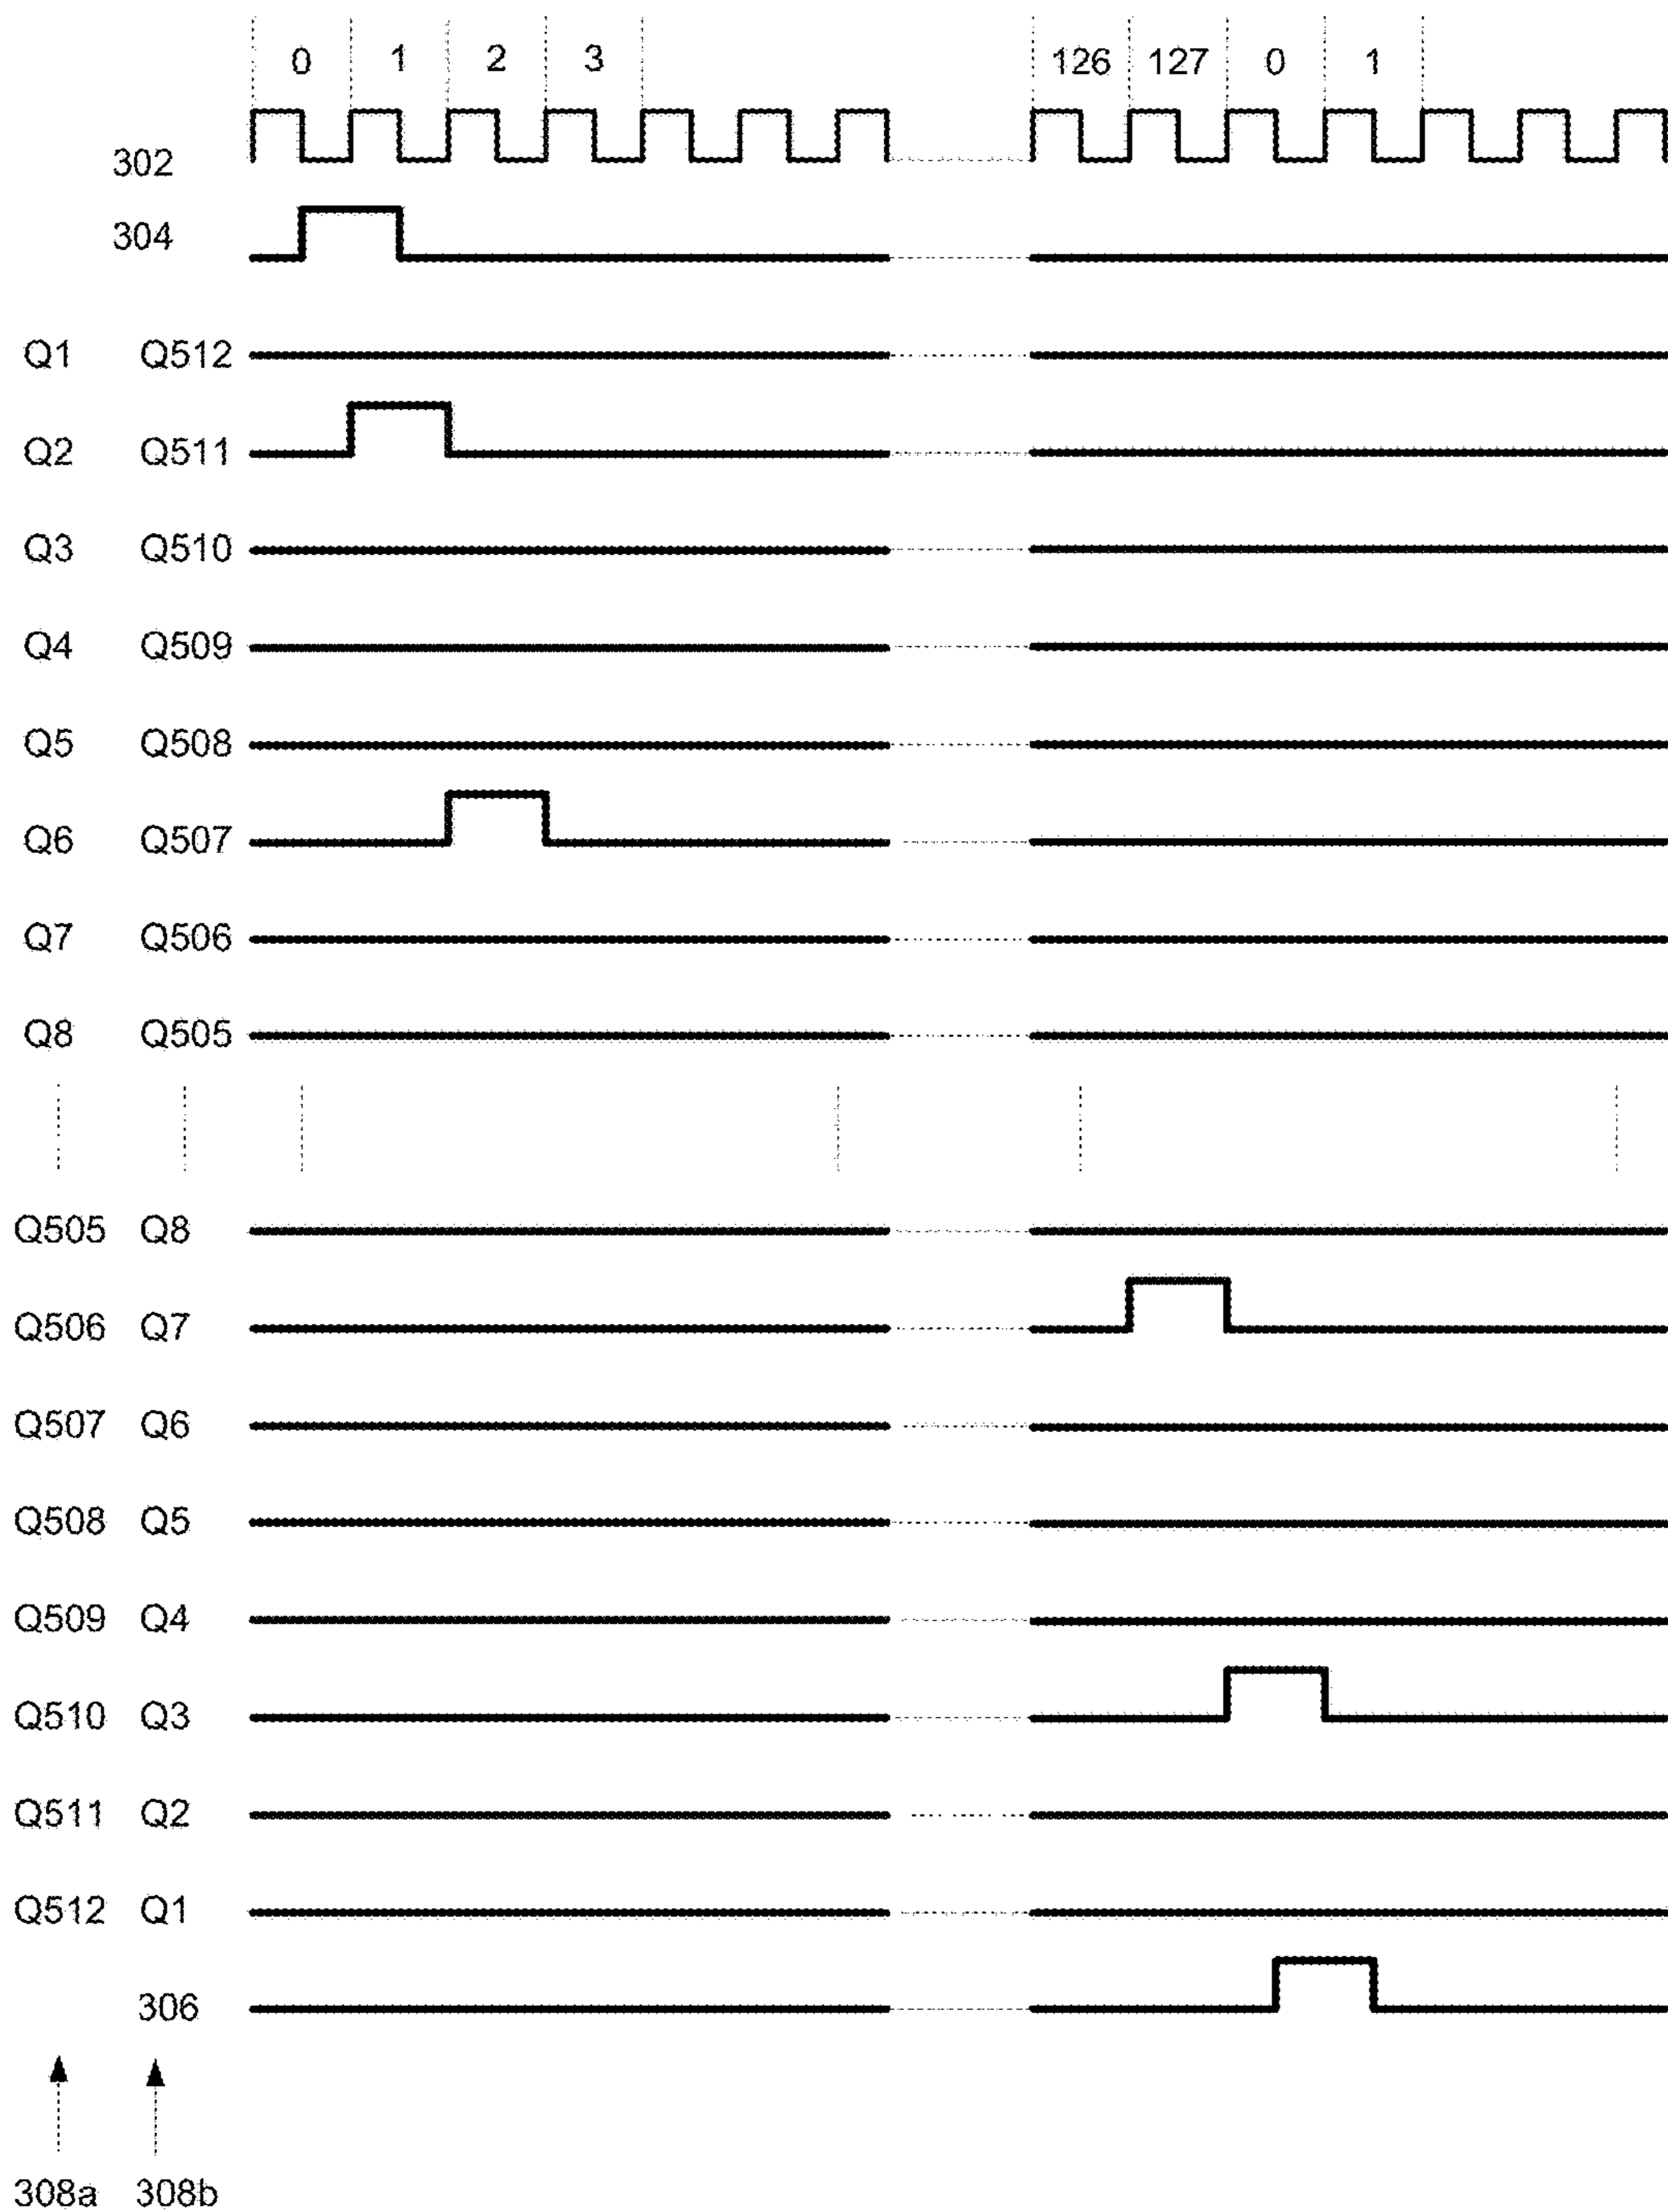 0 1 2 3 126 127 0 1
302
304
Q1 Q512
Q2 Q511
Q3 Q510
Q4 Q509
Q5 Q508
Q6 Q507
Q7 Q506
Q8 Q505
Q505 Q8
Q506 Q7
Q507 Q6
Q508 Q5
Q509 Q4
Q510 Q3
Q511 Q2
Q512 Q1
306
308a 308b